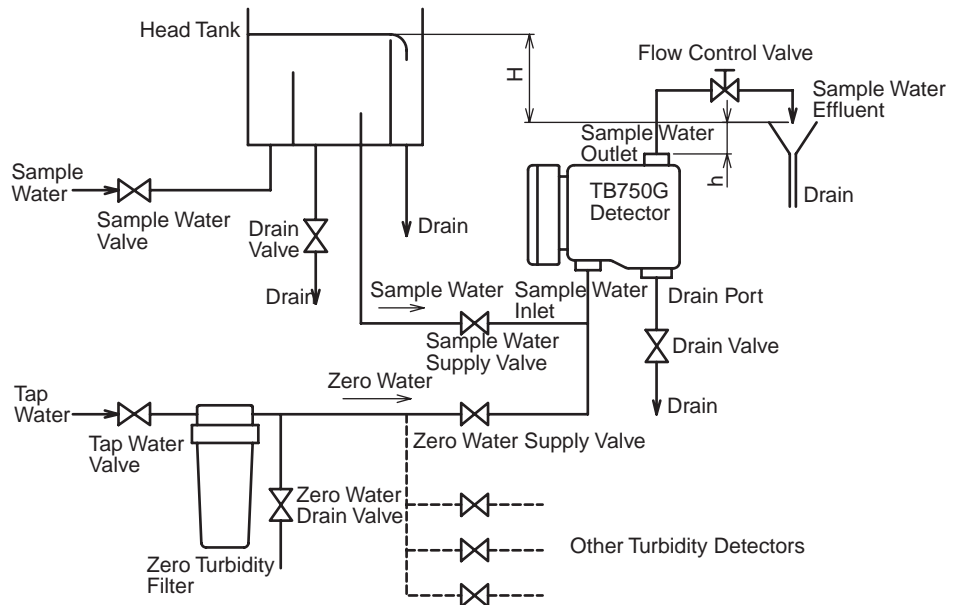 Head Tank
H
Flow Control Valve
Sample Water
Effluent
Sample Water
Outlet
h
Sample
Water
Sample Water
Valve
Drain
Valve
Drain
TB750G
Detector
Drain
Drain
Sample Water
Sample Water
Inlet
Drain Port
Sample Water
Supply Valve
Drain Valve
Zero Water
Tap
Water
Drain
Tap Water
Valve
Zero Water Supply Valve
Zero Water
Drain Valve
Other Turbidity Detectors
Zero Turbidity
Filter